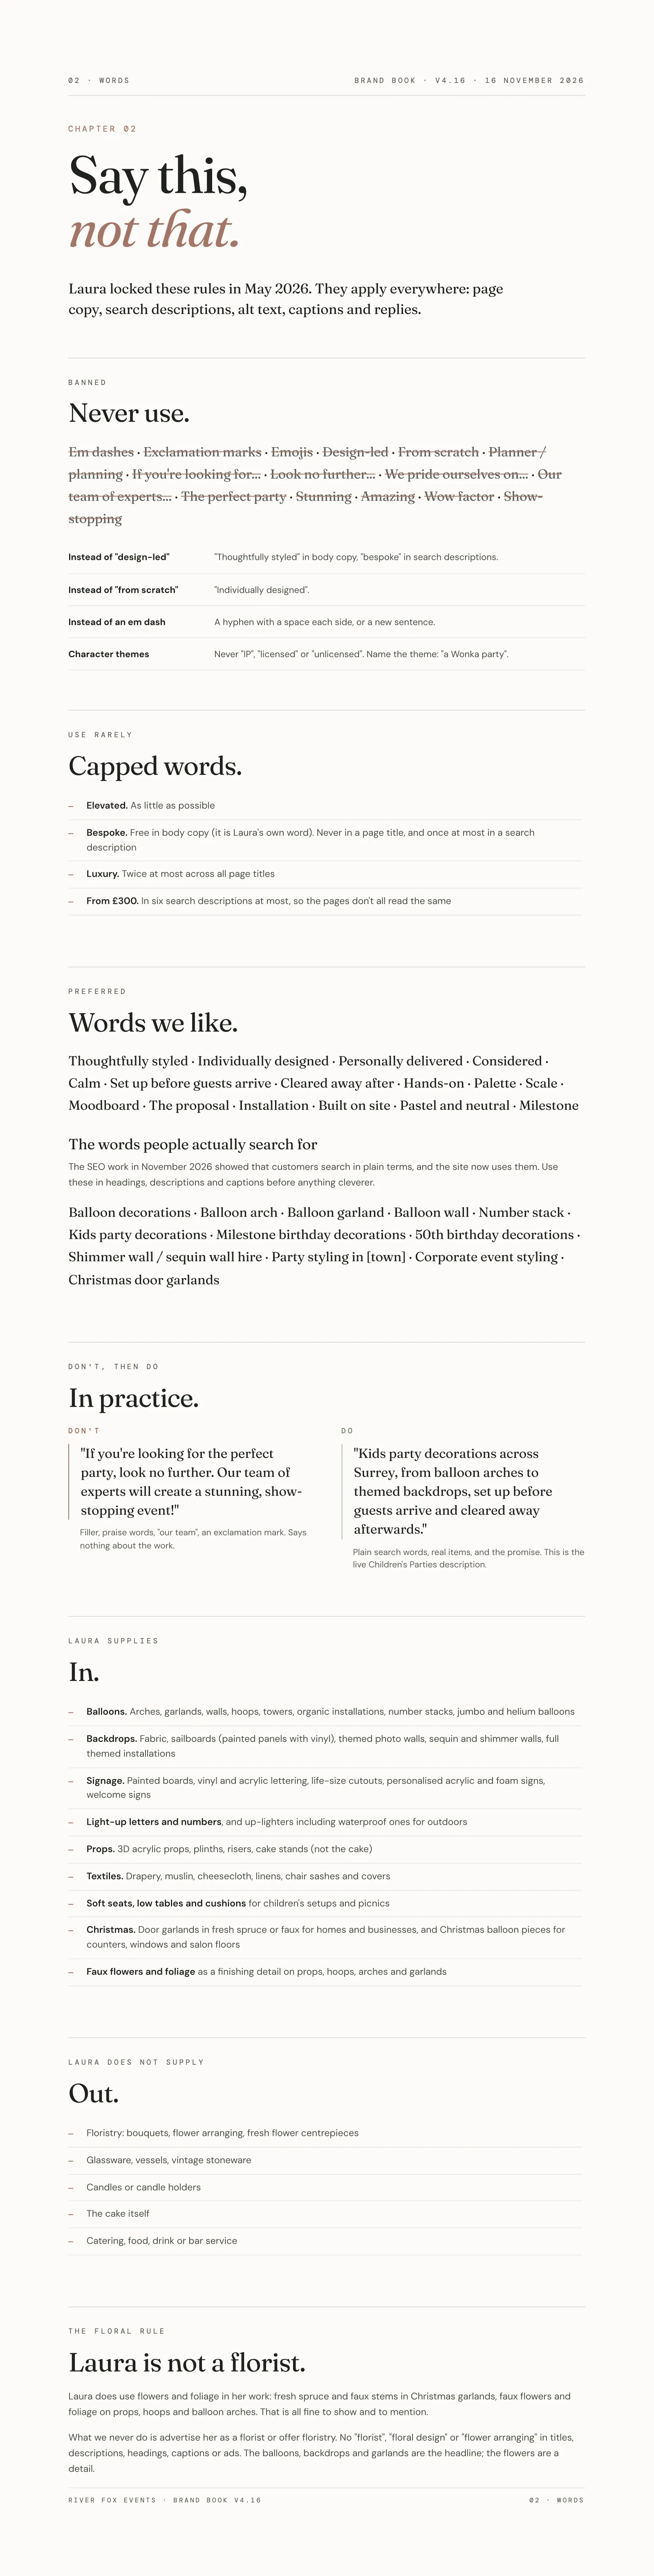 02 · WORDS
BRAND BOOK · V4.16 · 16 NOVEMBER 2026
CHAPTER 02
Say this,
not that.
Laura locked these rules in May 2026. They apply everywhere: page
copy, search descriptions, alt text, captions and replies.
BANNED
Never use.
Em dashes · Exclamation marks · Emojis · Design-led · From scratch · Planner /
planning · If you're looking for... · Look no further... · We pride ourselves on... · Our
team of experts... · The perfect party · Stunning · Amazing · Wow factor · Show-
stopping
Instead of "design-led" "Thoughtfully styled" in body copy, "bespoke" in search descriptions.
Instead of "from scratch" "Individually designed".
Instead of an em dash A hyphen with a space each side, or a new sentence.
Character themes Never "IP", "licensed" or "unlicensed". Name the theme: "a Wonka party".
USE RARELY
Capped words.
– Elevated. As little as possible
– Bespoke. Free in body copy (it is Laura's own word). Never in a page title, and once at most in a search
description
– Luxury. Twice at most across all page titles
– From £300. In six search descriptions at most, so the pages don't all read the same
PREFERRED
Words we like.
Thoughtfully styled · Individually designed · Personally delivered · Considered ·
Calm · Set up before guests arrive · Cleared away after · Hands-on · Palette · Scale ·
Moodboard · The proposal · Installation · Built on site · Pastel and neutral · Milestone
The words people actually search for
The SEO work in November 2026 showed that customers search in plain terms, and the site now uses them. Use
these in headings, descriptions and captions before anything cleverer.
Balloon decorations · Balloon arch · Balloon garland · Balloon wall · Number stack ·
Kids party decorations · Milestone birthday decorations · 50th birthday decorations ·
Shimmer wall / sequin wall hire · Party styling in [town] · Corporate event styling ·
Christmas door garlands
DON'T, THEN DO
In practice.
DON'T
"If you're looking for the perfect
party, look no further. Our team of
experts will create a stunning, show-
stopping event!"
Filler, praise words, "our team", an exclamation mark. Says
nothing about the work.
DO
"Kids party decorations across
Surrey, from balloon arches to
themed backdrops, set up before
guests arrive and cleared away
afterwards."
Plain search words, real items, and the promise. This is the
live Children's Parties description.
LAURA SUPPLIES
In.
– Balloons. Arches, garlands, walls, hoops, towers, organic installations, number stacks, jumbo and helium balloons
– Backdrops. Fabric, sailboards (painted panels with vinyl), themed photo walls, sequin and shimmer walls, full
themed installations
– Signage. Painted boards, vinyl and acrylic lettering, life-size cutouts, personalised acrylic and foam signs,
welcome signs
– Light-up letters and numbers, and up-lighters including waterproof ones for outdoors
– Props. 3D acrylic props, plinths, risers, cake stands (not the cake)
– Textiles. Drapery, muslin, cheesecloth, linens, chair sashes and covers
– Soft seats, low tables and cushions for children's setups and picnics
– Christmas. Door garlands in fresh spruce or faux for homes and businesses, and Christmas balloon pieces for
counters, windows and salon floors
– Faux flowers and foliage as a finishing detail on props, hoops, arches and garlands
LAURA DOES NOT SUPPLY
Out.
– Floristry: bouquets, flower arranging, fresh flower centrepieces
– Glassware, vessels, vintage stoneware
– Candles or candle holders
– The cake itself
– Catering, food, drink or bar service
THE FLORAL RULE
Laura is not a florist.
Laura does use flowers and foliage in her work: fresh spruce and faux stems in Christmas garlands, faux flowers and
foliage on props, hoops and balloon arches. That is all fine to show and to mention.
What we never do is advertise her as a florist or offer floristry. No "florist", "floral design" or "flower arranging" in titles,
descriptions, headings, captions or ads. The balloons, backdrops and garlands are the headline; the flowers are a
detail.
RIVER FOX EVENTS · BRAND BOOK V4.16
02 · WORDS